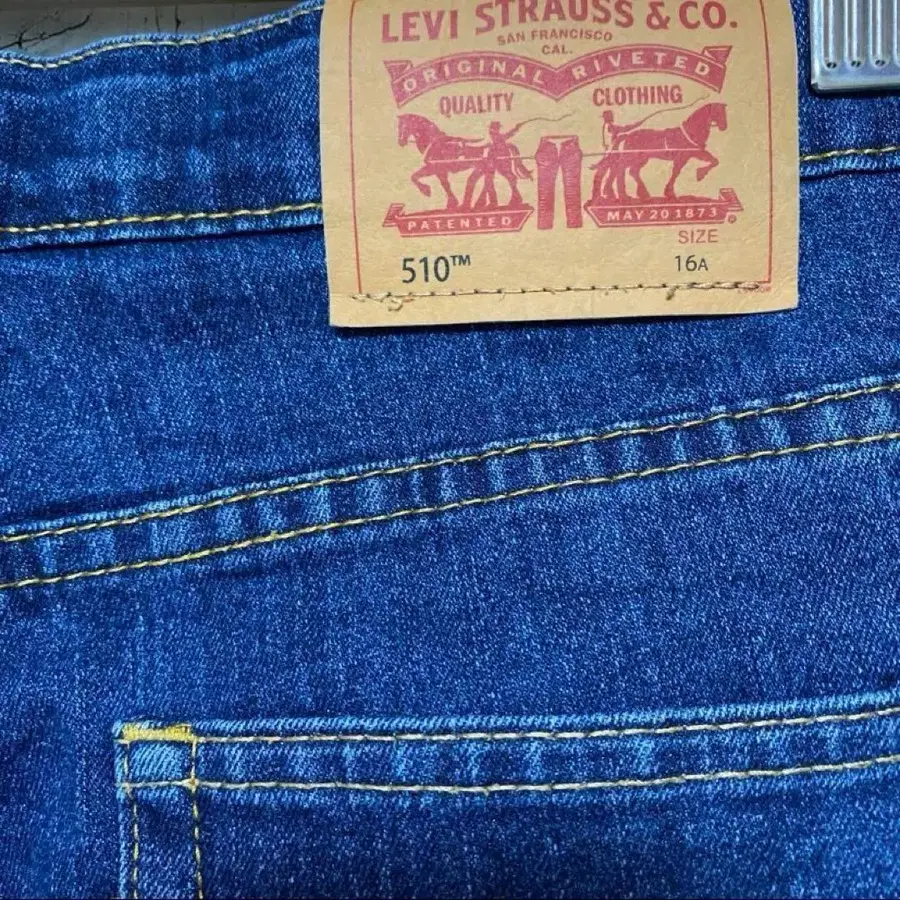 LEVI STRAUSS & CO.
SAN FRANCISCO
CAL.
ORIGINAL RIVETED
QUALITY CLOTHING
PATENTED MAY 20 1873 ®
SIZE
510™ 16A